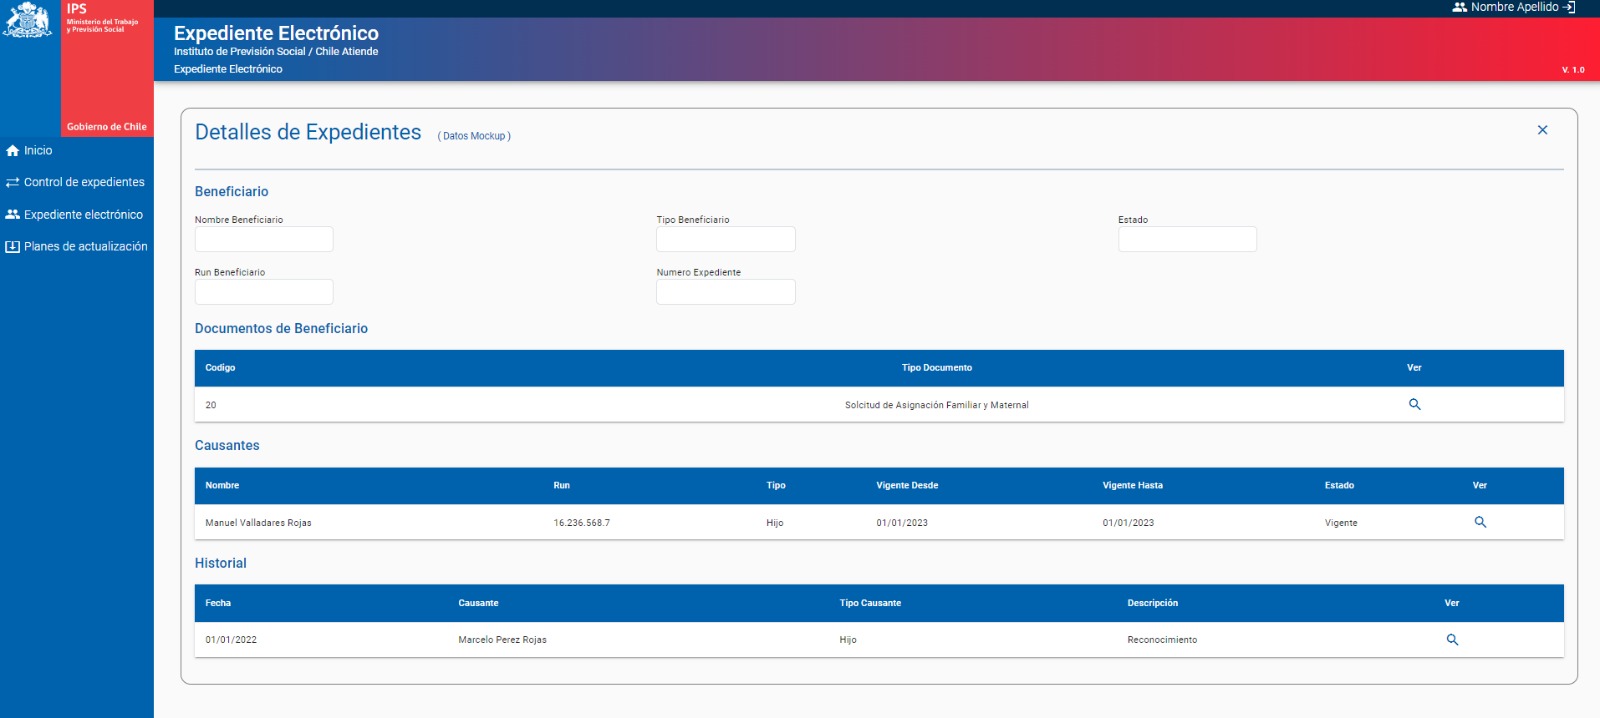 IPS
Ministerio del Trabajo
y Previsión Social
Gobierno de Chile
Nombre Apellido
Expediente Electrónico
Instituto de Previsión Social / Chile Atiende
Expediente Electrónico
V. 1.0
Inicio
Control de expedientes
Expediente electrónico
Planes de actualización
Detalles de Expedientes ( Datos Mockup )
Beneficiario
Nombre Beneficiario Tipo Beneficiario Estado
Run Beneficiario Numero Expediente
Documentos de Beneficiario
Codigo Tipo Documento Ver
20 Solcitud de Asignación Familiar y Maternal
Causantes
Nombre Run Tipo Vigente Desde Vigente Hasta Estado Ver
Manuel Valladares Rojas 16.236.568.7 Hijo 01/01/2023 01/01/2023 Vigente
Historial
Fecha Causante Tipo Causante Descripción Ver
01/01/2022 Marcelo Perez Rojas Hijo Reconocimiento